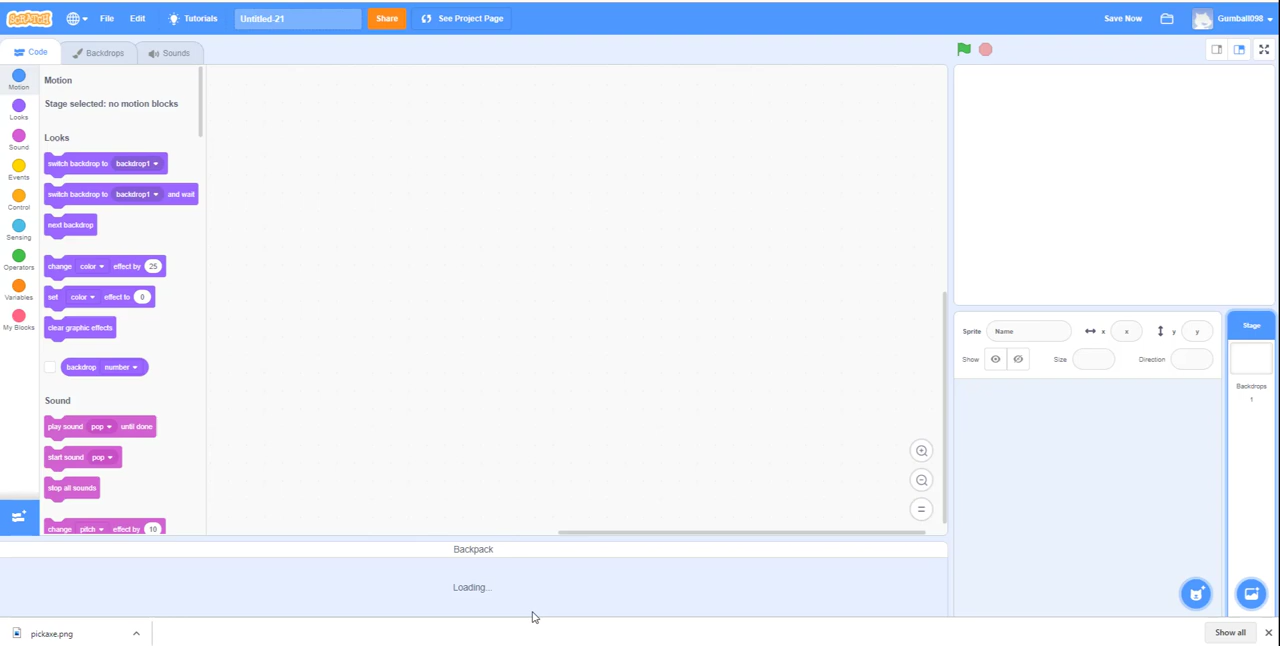 SCRATCH File Edit Tutorials Untitled-21 Share See Project Page Save Now Gumball098
Code Backdrops Sounds
Motion
Looks
Sound
Events
Control
Sensing
Operators
Variables
My Blocks
Motion
Stage selected: no motion blocks
Looks
switch backdrop to backdrop1
switch backdrop to backdrop1 and wait
next backdrop
change color effect by 25
set color effect to 0
clear graphic effects
backdrop number
Sound
play sound pop until done
start sound pop
stop all sounds
change pitch effect by 10
Sprite Name x x y y
Show Size Direction
Stage
Backdrops
1
Backpack
Loading...
pickaxe.png
Show all